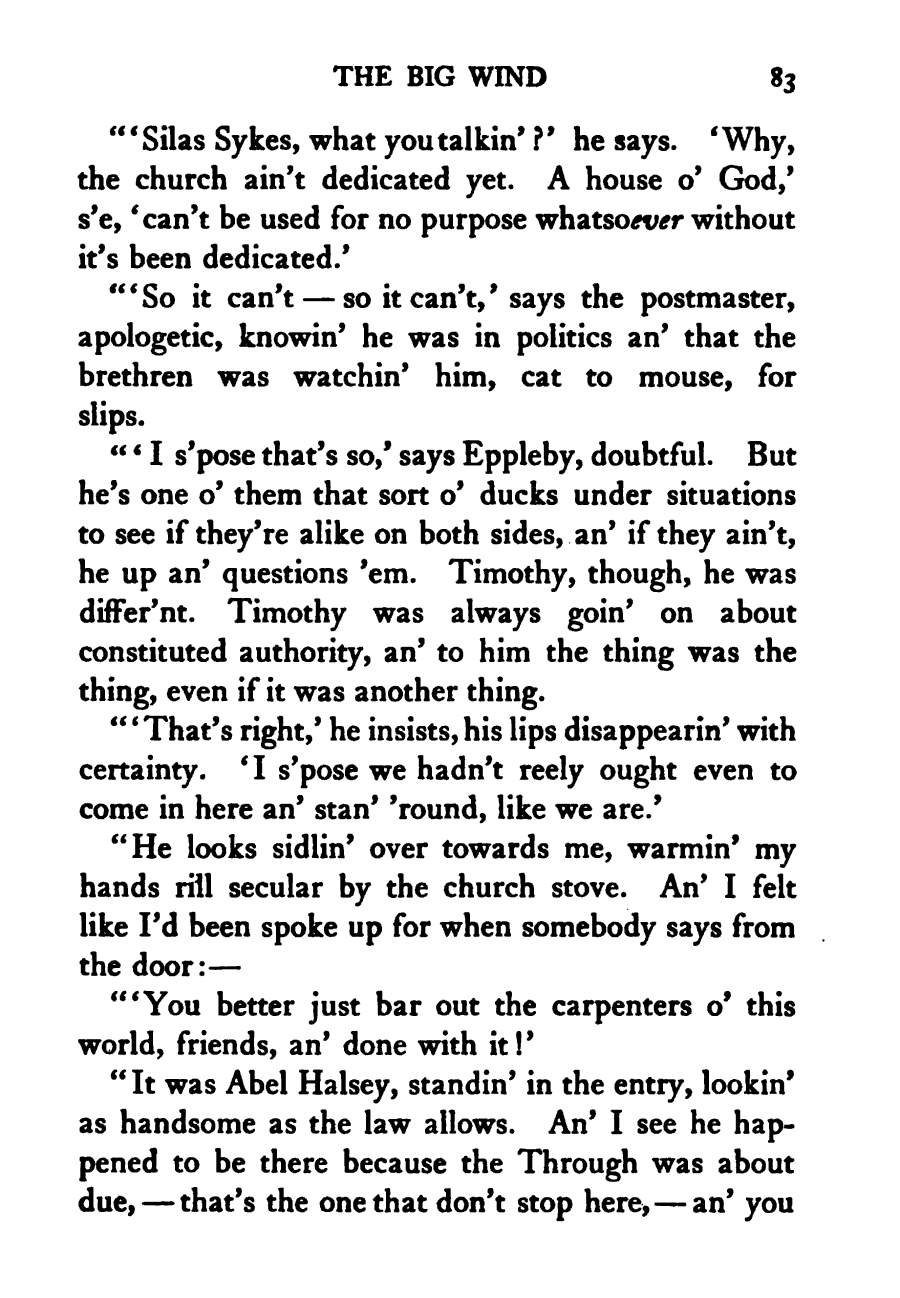 THE BIG WIND 83
"'Silas Sykes, what you talkin'?' he says. 'Why,
the church ain't dedicated yet. A house o' God,'
s'e, 'can't be used for no purpose whatsoever without
it's been dedicated.'
"'So it can't — so it can't,' says the postmaster,
apologetic, knowin' he was in politics an' that the
brethren was watchin' him, cat to mouse, for
slips.
"'I s'pose that's so,' says Eppleby, doubtful. But
he's one o' them that sort o' ducks under situations
to see if they're alike on both sides, an' if they ain't,
he up an' questions 'em. Timothy, though, he was
differ'nt. Timothy was always goin' on about
constituted authority, an' to him the thing was the
thing, even if it was another thing.
"'That's right,' he insists, his lips disappearin' with
certainty. 'I s'pose we hadn't reely ought even to
come in here an' stan' 'round, like we are.'
"He looks sidlin' over towards me, warmin' my
hands rill secular by the church stove. An' I felt
like I'd been spoke up for when somebody says from
the door:—
"'You better just bar out the carpenters o' this
world, friends, an' done with it!'
"It was Abel Halsey, standin' in the entry, lookin'
as handsome as the law allows. An' I see he hap-
pened to be there because the Through was about
due, — that's the one that don't stop here, — an' you